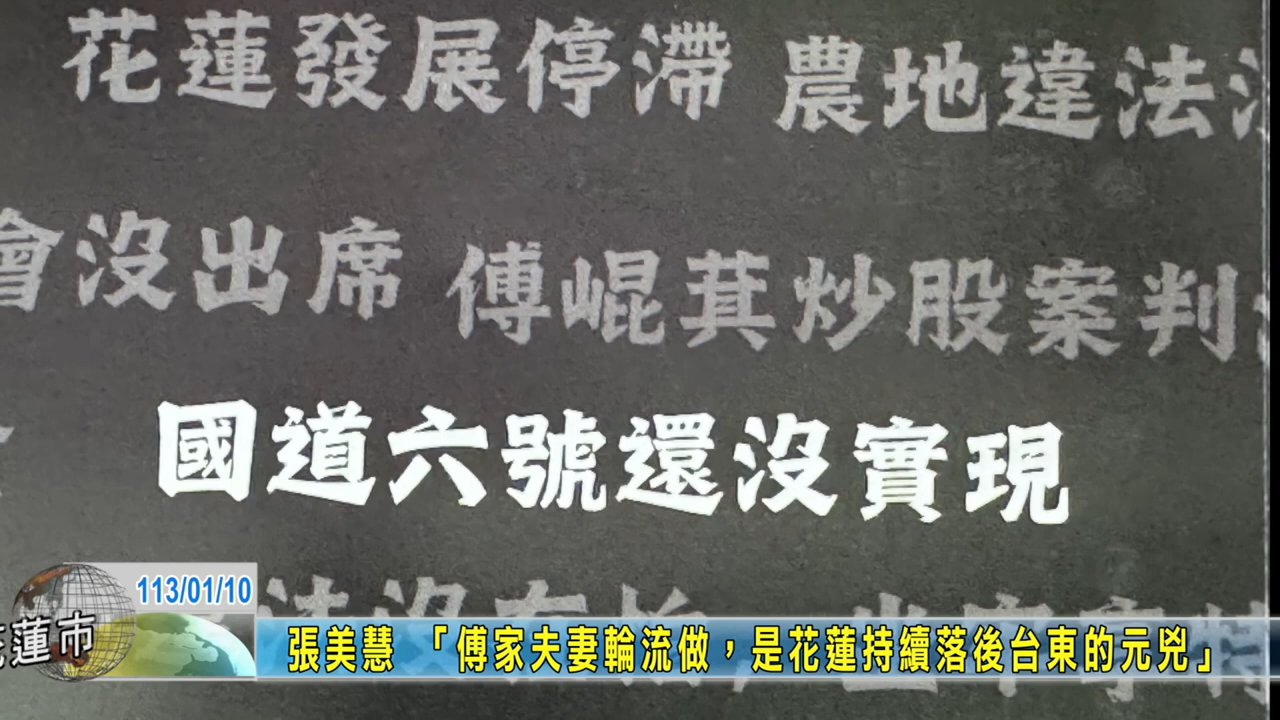 花蓮發展停滯 農地違法
會沒出席 傅崐萁炒股案判
國道六號還沒實現
113/01/10
花蓮市
張美慧 「傅家夫妻輪流做，是花蓮持續落後台東的元兇」